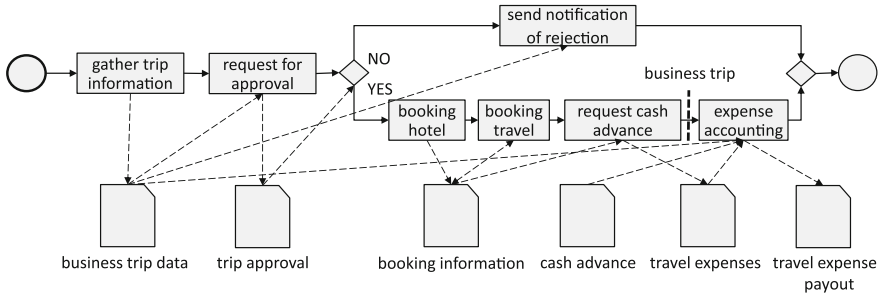 send notification
of rejection
NO
gather trip
information
request for
approval
YES
business trip
booking
hotel
booking
travel
request cash
advance
expense
accounting
business trip data
trip approval
booking information
cash advance
travel expenses
travel expense
payout